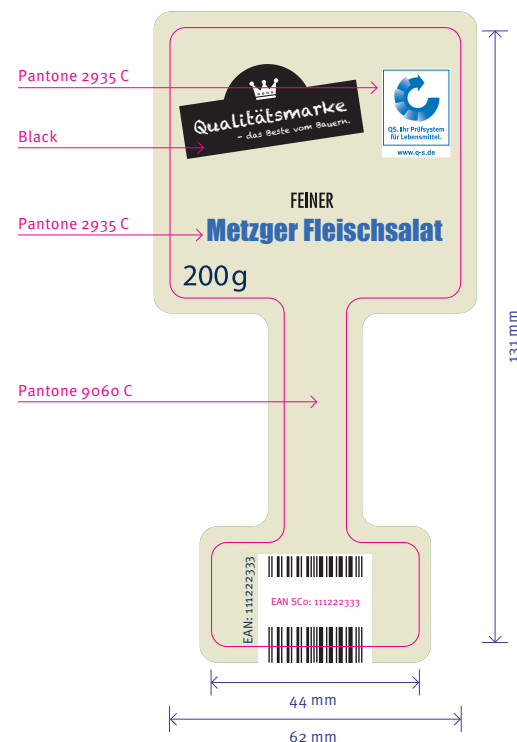 Pantone 2935 C
Black
Pantone 2935 C
Pantone 9060 C
Qualitätsmarke
- das Beste vom Bauern.
QS. Ihr Prüfsystem
für Lebensmittel.
www.q-s.de
FEINER
Metzger Fleischsalat
200g
131 mm
EAN: 111222333
EAN SC0: 111222333
44 mm
62 mm